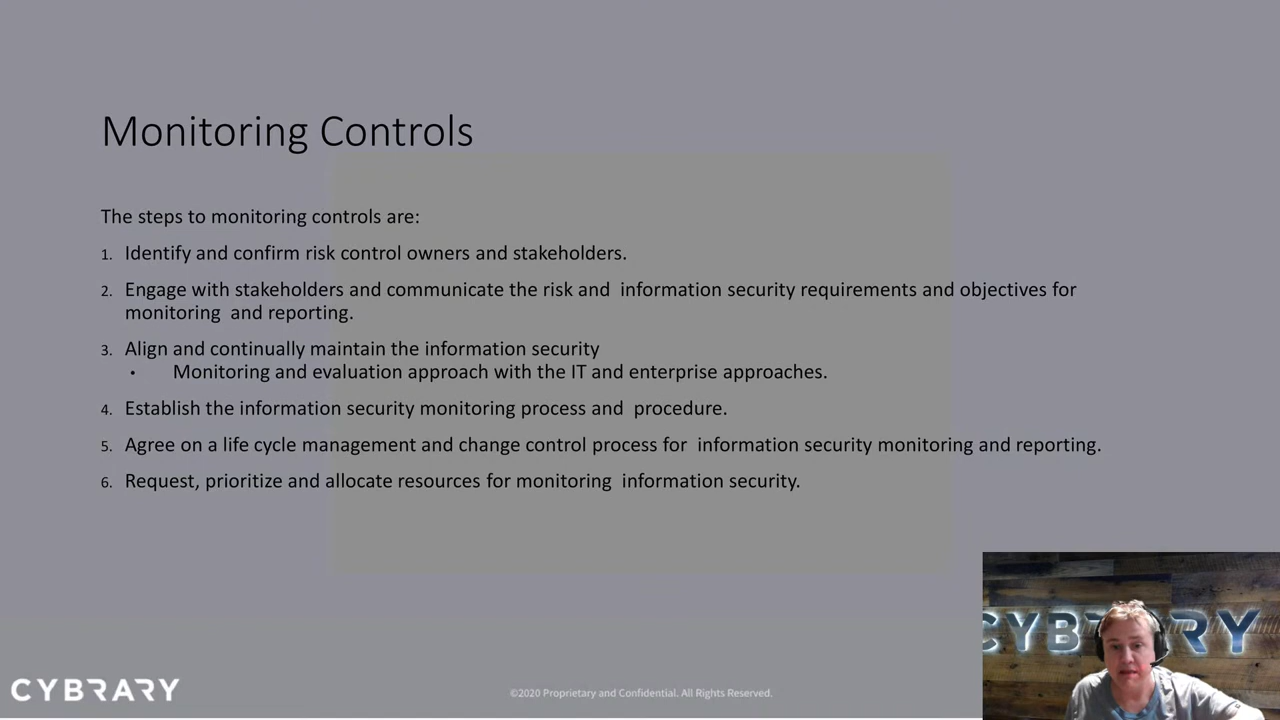 Monitoring Controls
The steps to monitoring controls are:
1. Identify and confirm risk control owners and stakeholders.
2. Engage with stakeholders and communicate the risk and information security requirements and objectives for
monitoring and reporting.
3. Align and continually maintain the information security
• Monitoring and evaluation approach with the IT and enterprise approaches.
4. Establish the information security monitoring process and procedure.
5. Agree on a life cycle management and change control process for information security monitoring and reporting.
6. Request, prioritize and allocate resources for monitoring information security.
CYB RY
CYBRARY
©2020 Proprietary and Confidential. All Rights Reserved.